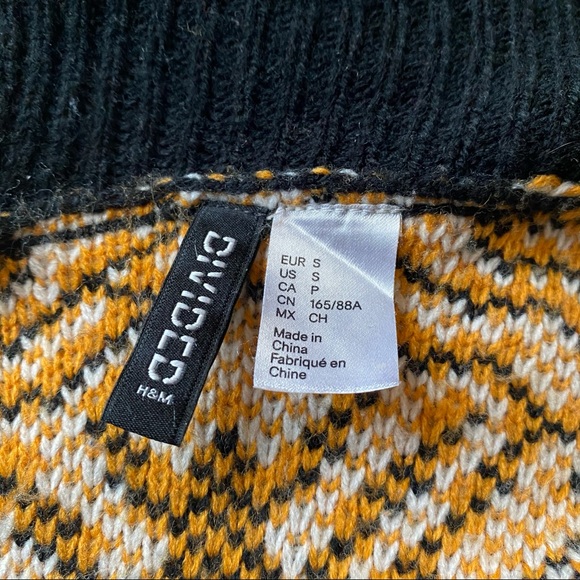 DIVIDED
H&M
EUR S
US S
CA P
CN 165/88A
MX CH
Made in
China
Fabriqué en
Chine